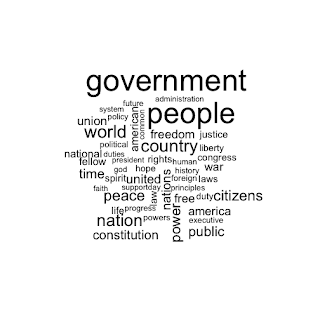 government
administration
future
system
people
american
common
policy
union
world
freedom
justice
political
country
liberty
national
duties
fellow
president
rights
human
congress
god
hope
history
war
time
spirit
united
foreign
laws
faith
support
day
nations
principles
peace
law
free
duty
citizens
life
progress
powers
power
america
nation
executive
constitution
public